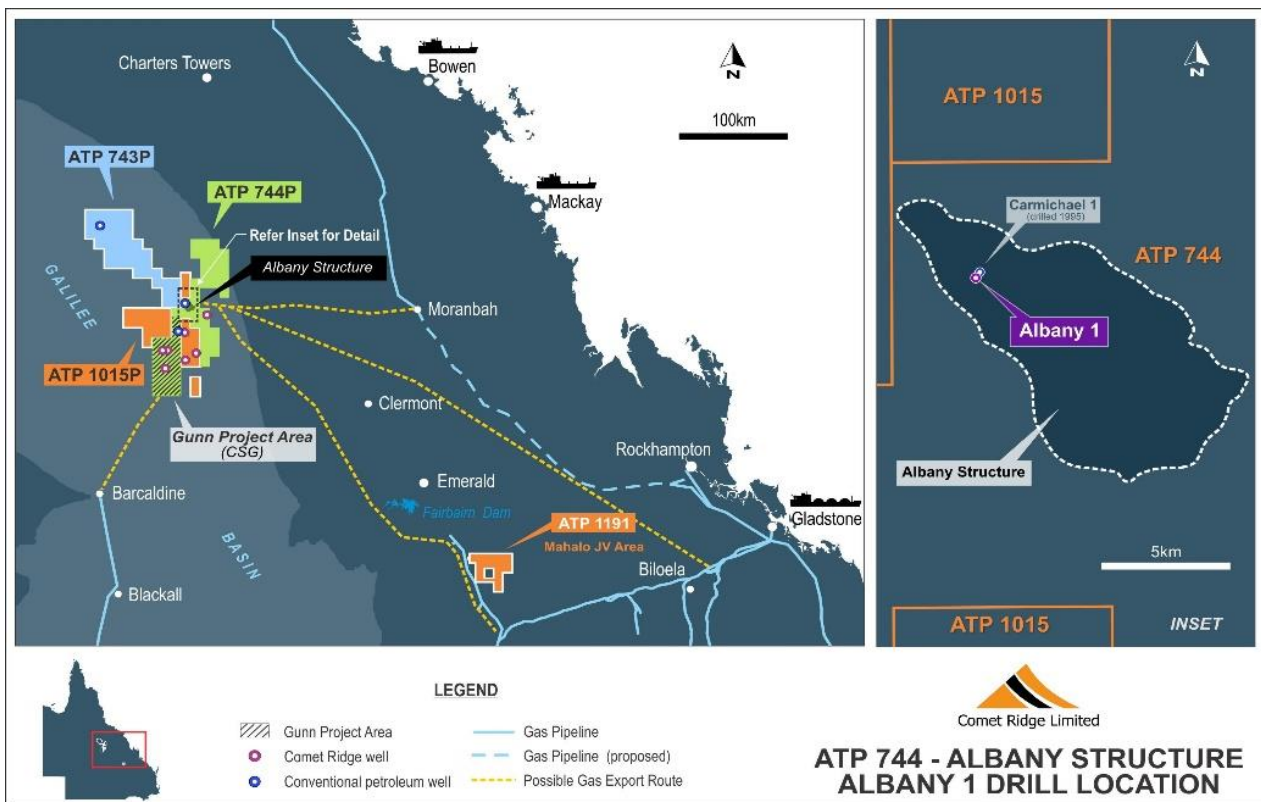 Charters Towers
Bowen
N
100km
ATP 743P
ATP 744P
Mackay
Refer Inset for Detail
Albany Structure
GALILEE
Moranbah
ATP 1015P
Clermont
Gunn Project Area
(CSG)
Rockhampton
Barcaldine
Emerald
Fairbairn Dam
Gladstone
ATP 1191
Mahalo JV Area
BASIN
Biloela
Blackall
N
ATP 1015
Carmichael 1
(drilled 1995)
ATP 744
Albany 1
Albany Structure
5km
ATP 1015
INSET
LEGEND
Gunn Project Area
Comet Ridge well
Conventional petroleum well
Gas Pipeline
Gas Pipeline (proposed)
Possible Gas Export Route
Comet Ridge Limited
ATP 744 - ALBANY STRUCTURE
ALBANY 1 DRILL LOCATION